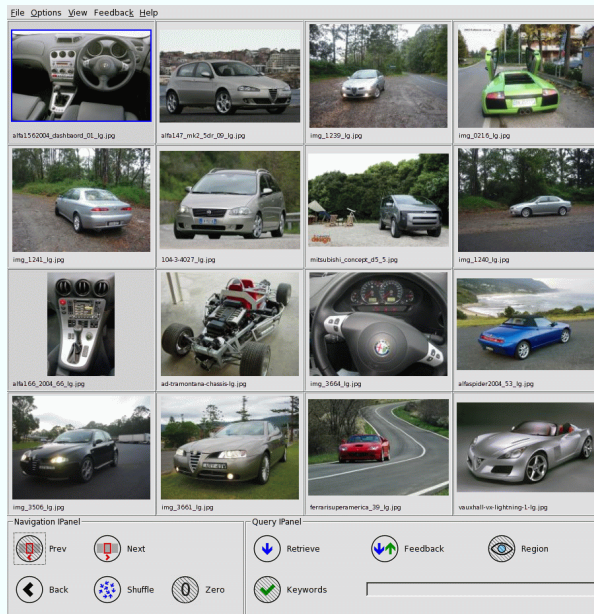 File Options View Feedback Help
alfa1562004_dashbaord_01_lg.jpg
alfa147_mk2_5dr_09_lg.jpg
img_1239_lg.jpg
img_0216_lg.jpg
img_1241_lg.jpg
104-3-4027_lg.jpg
design
mitsubishi_concept_d5_5.jpg
img_1240_lg.jpg
alfa166_2004_66_lg.jpg
ad-tramontana-chassis-lg.jpg
img_3664_lg.jpg
alfaspider2004_53_lg.jpg
img_3506_lg.jpg
img_3661_lg.jpg
ferrarisuperamerica_39_lg.jpg
vauxhall-vx-lightning-1-lg.jpg
Navigation IPanel
Query IPanel
Prev
Next
Retrieve
Feedback
Region
Back
Shuffle
0
Zero
Keywords